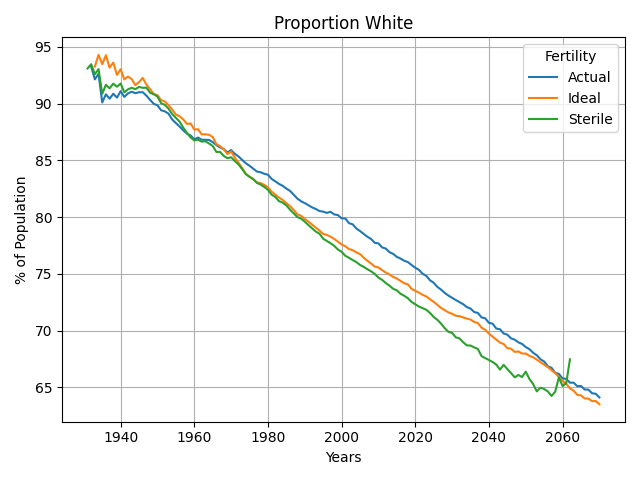 Proportion White
Fertility
Actual
Ideal
Sterile
% of Population
95
90
85
80
75
70
65
1940
1960
1980
2000
2020
2040
2060
Years